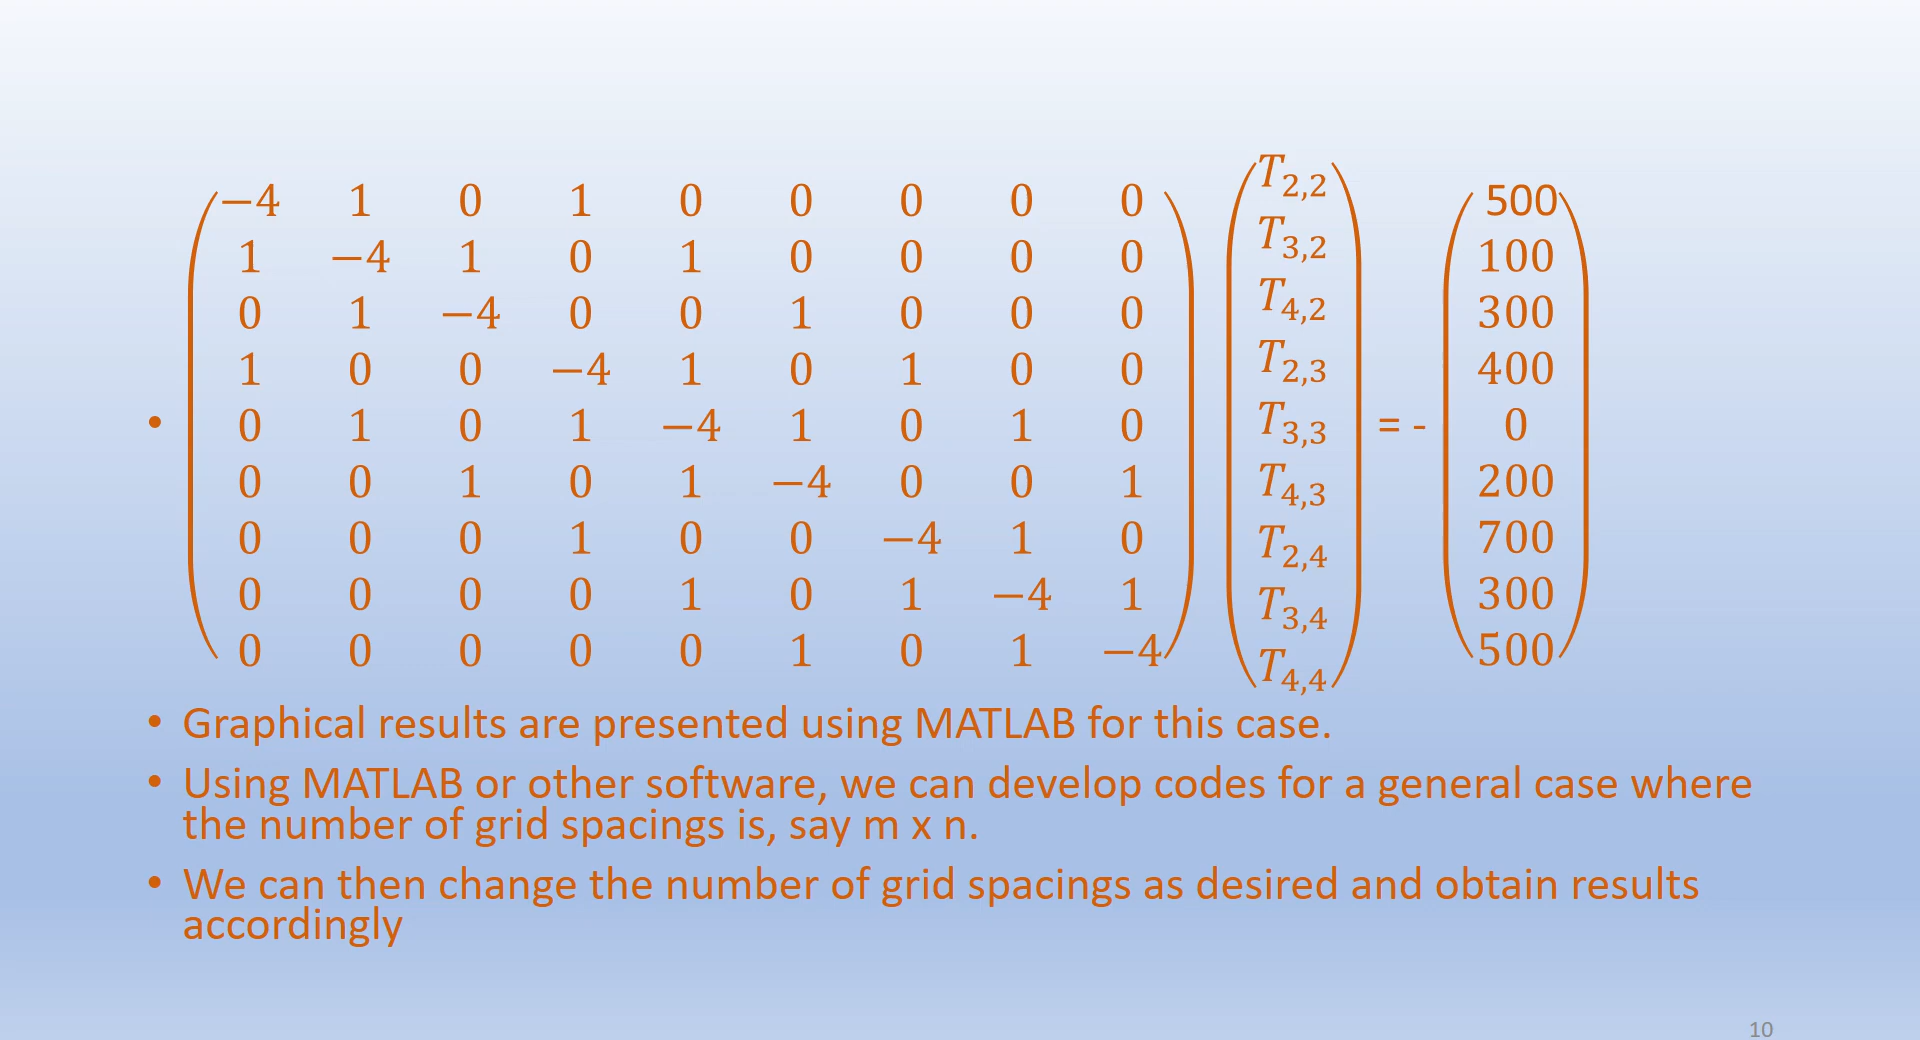 −4 1 0 1 0 0 0 0 0 T2,2 500
1 −4 1 0 1 0 0 0 0 T3,2 100
0 1 −4 0 0 1 0 0 0 T4,2 300
1 0 0 −4 1 0 1 0 0 T2,3 400
• 0 1 0 1 −4 1 0 1 0 T3,3 = - 0
0 0 1 0 1 −4 0 0 1 T4,3 200
0 0 0 1 0 0 −4 1 0 T2,4 700
0 0 0 0 1 0 1 −4 1 T3,4 300
0 0 0 0 0 1 0 1 −4 T4,4 500
• Graphical results are presented using MATLAB for this case.
• Using MATLAB or other software, we can develop codes for a general case where
the number of grid spacings is, say m x n.
• We can then change the number of grid spacings as desired and obtain results
accordingly
10